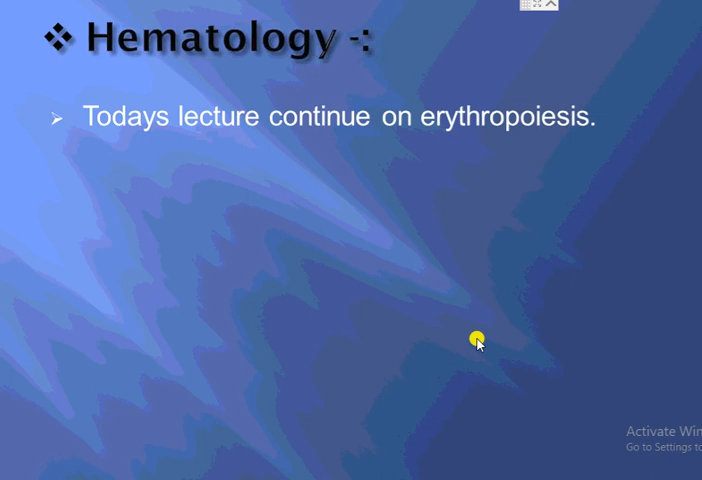 ❖ Hematology -:
➢ Todays lecture continue on erythropoiesis.
Activate Win
Go to Settings to